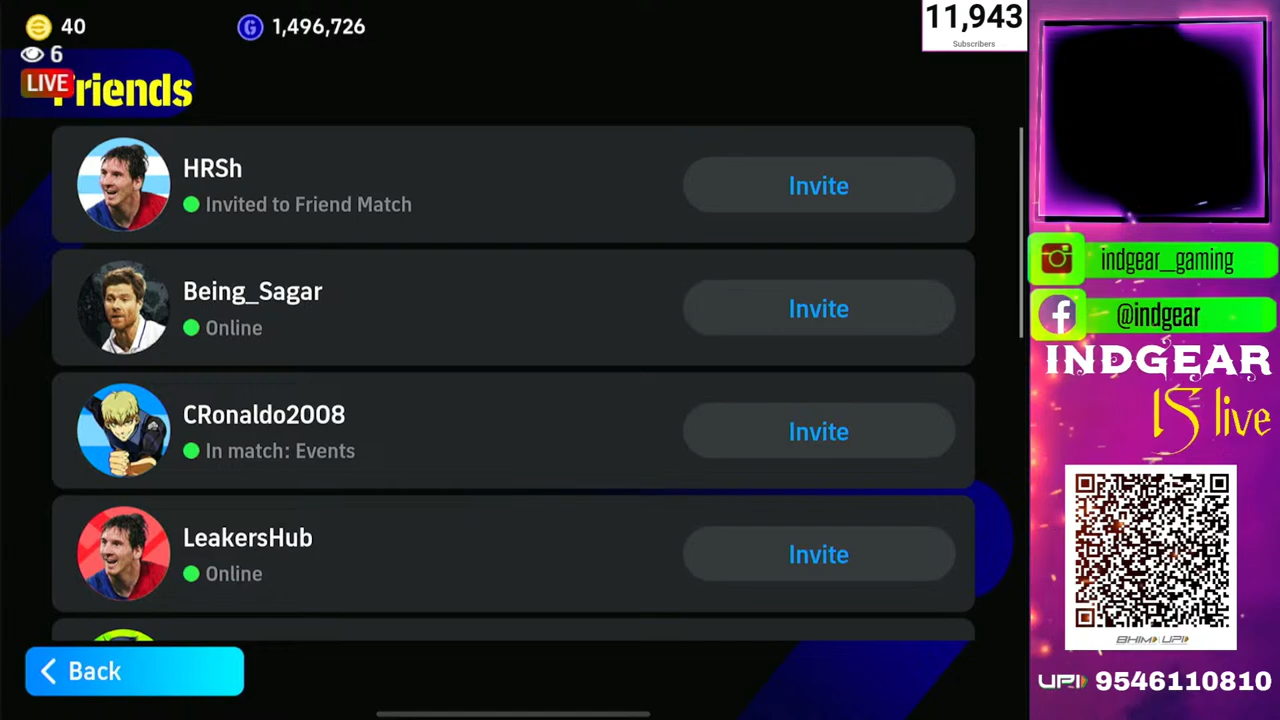 40
1,496,726
11,943
Subscribers
6
LIVE
Friends
HRSh
Invited to Friend Match
Invite
Being_Sagar
Online
Invite
CRonaldo2008
In match: Events
Invite
LeakersHub
Online
Invite
Back
indgear_gaming
@indgear
INDGEAR
IS live
BHIM UPI
UPI 9546110810